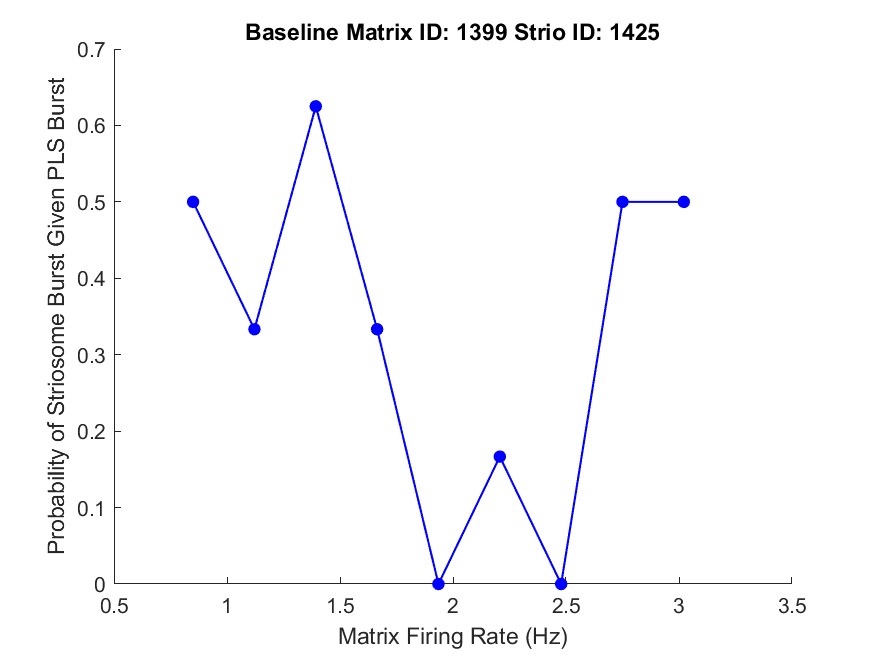 Baseline Matrix ID: 1399 Strio ID: 1425
Probability of Striosome Burst Given PLS Burst
0.7
0.6
0.5
0.4
0.3
0.2
0.1
0
0.5 1 1.5 2 2.5 3 3.5
Matrix Firing Rate (Hz)